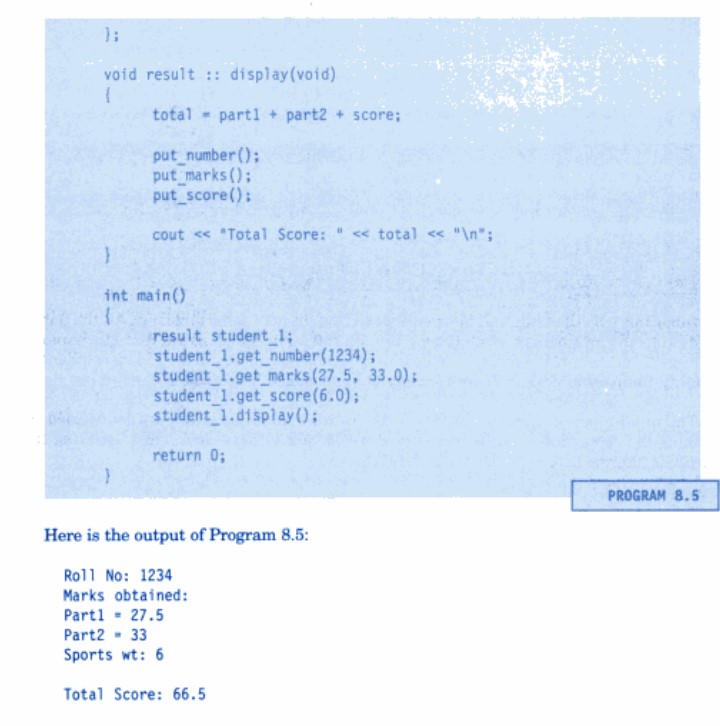 };
void result :: display(void)
{
total = part1 + part2 + score;
put_number();
put_marks();
put_score();
cout << "Total Score: " << total << "\n";
}
int main()
{
result student_1;
student_1.get_number(1234);
student_1.get_marks(27.5, 33.0);
student_1.get_score(6.0);
student_1.display();
return 0;
}
PROGRAM 8.5
Here is the output of Program 8.5:
Roll No: 1234
Marks obtained:
Part1 = 27.5
Part2 = 33
Sports wt: 6
Total Score: 66.5